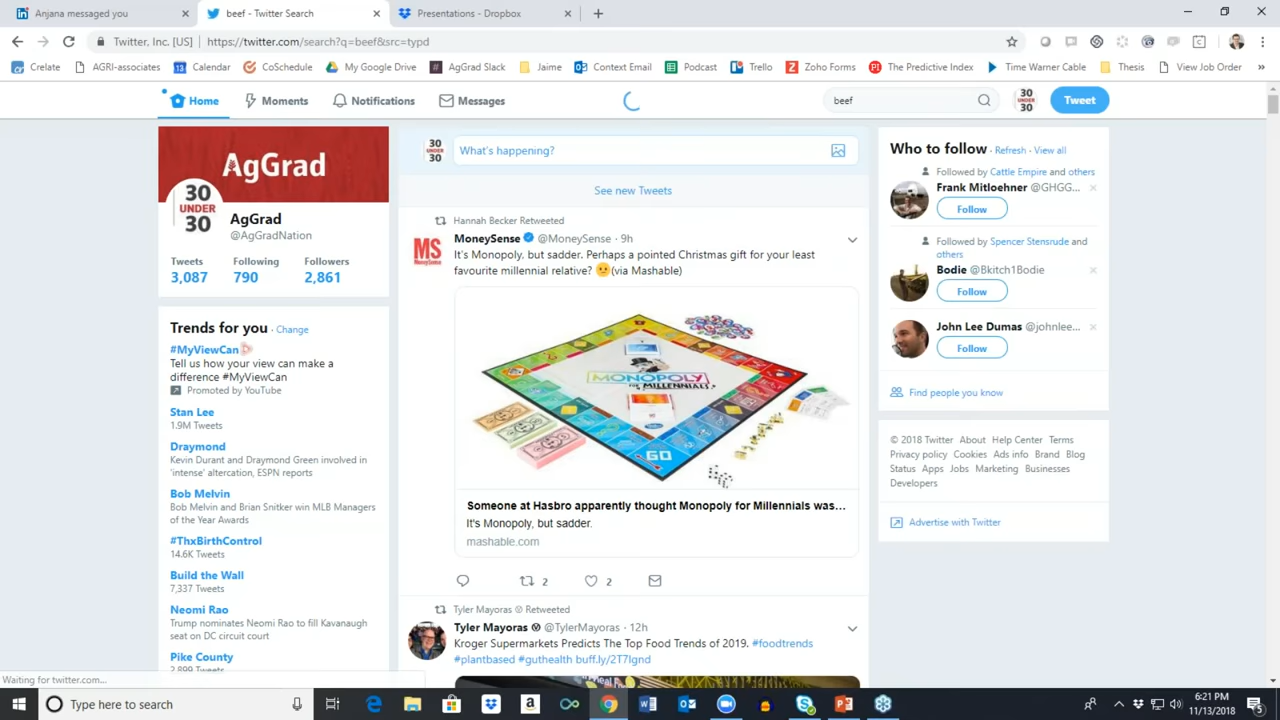 Anjana messaged you
beef - Twitter Search
Presentations - Dropbox
Twitter, Inc. [US]
https://twitter.com/search?q=beef&src=typd
Crelate
AGRI-associates
Calendar
CoSchedule
My Google Drive
AgGrad Slack
Jaime
Context Email
Podcast
Trello
Zoho Forms
The Predictive Index
Time Warner Cable
Thesis
View Job Order
Home
Moments
Notifications
Messages
beef
Tweet
AgGrad
30
UNDER
30
AgGrad
@AgGradNation
Tweets
3,087
Following
790
Followers
2,861
Trends for you · Change
#MyViewCan
Tell us how your view can make a
difference #MyViewCan
Promoted by YouTube
Stan Lee
1.9M Tweets
Draymond
Kevin Durant and Draymond Green involved in
'intense' altercation, ESPN reports
Bob Melvin
Bob Melvin and Brian Snitker win MLB Managers
of the Year Awards
#ThxBirthControl
14.6K Tweets
Build the Wall
7,337 Tweets
Neomi Rao
Trump nominates Neomi Rao to fill Kavanaugh
seat on DC circuit court
Pike County
2,899 Tweets
What's happening?
See new Tweets
Hannah Becker Retweeted
MoneySense @MoneySense · 9h
It's Monopoly, but sadder. Perhaps a pointed Christmas gift for your least
favourite millennial relative? (via Mashable)
MONOPOLY
MILLENNIALS
GO
Someone at Hasbro apparently thought Monopoly for Millennials was...
It's Monopoly, but sadder.
mashable.com
2
2
Tyler Mayoras Retweeted
Tyler Mayoras @TylerMayoras · 12h
Kroger Supermarkets Predicts The Top Food Trends of 2019. #foodtrends
#plantbased #guthealth buff.ly/2T7Ignd
Who to follow · Refresh · View all
Followed by Cattle Empire and others
Frank Mitloehner @GHGG...
Follow
Followed by Spencer Stensrude and
others
Bodie @Bkitch1Bodie
Follow
John Lee Dumas @johnlee...
Follow
Find people you know
© 2018 Twitter About Help Center Terms
Privacy policy Cookies Ads info Brand Blog
Status Apps Jobs Marketing Businesses
Developers
Advertise with Twitter
Waiting for twitter.com...
Type here to search
6:21 PM
11/13/2018